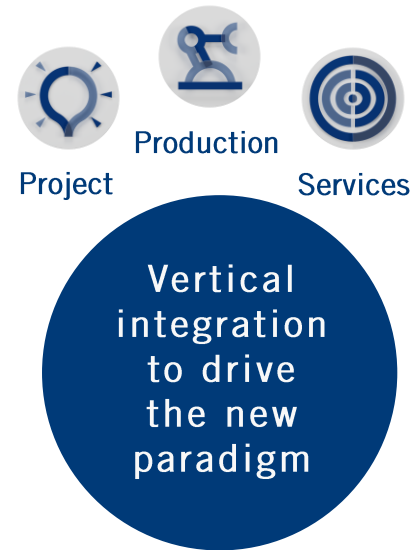 Production
Project
Services
Vertical
integration
to drive
the new
paradigm